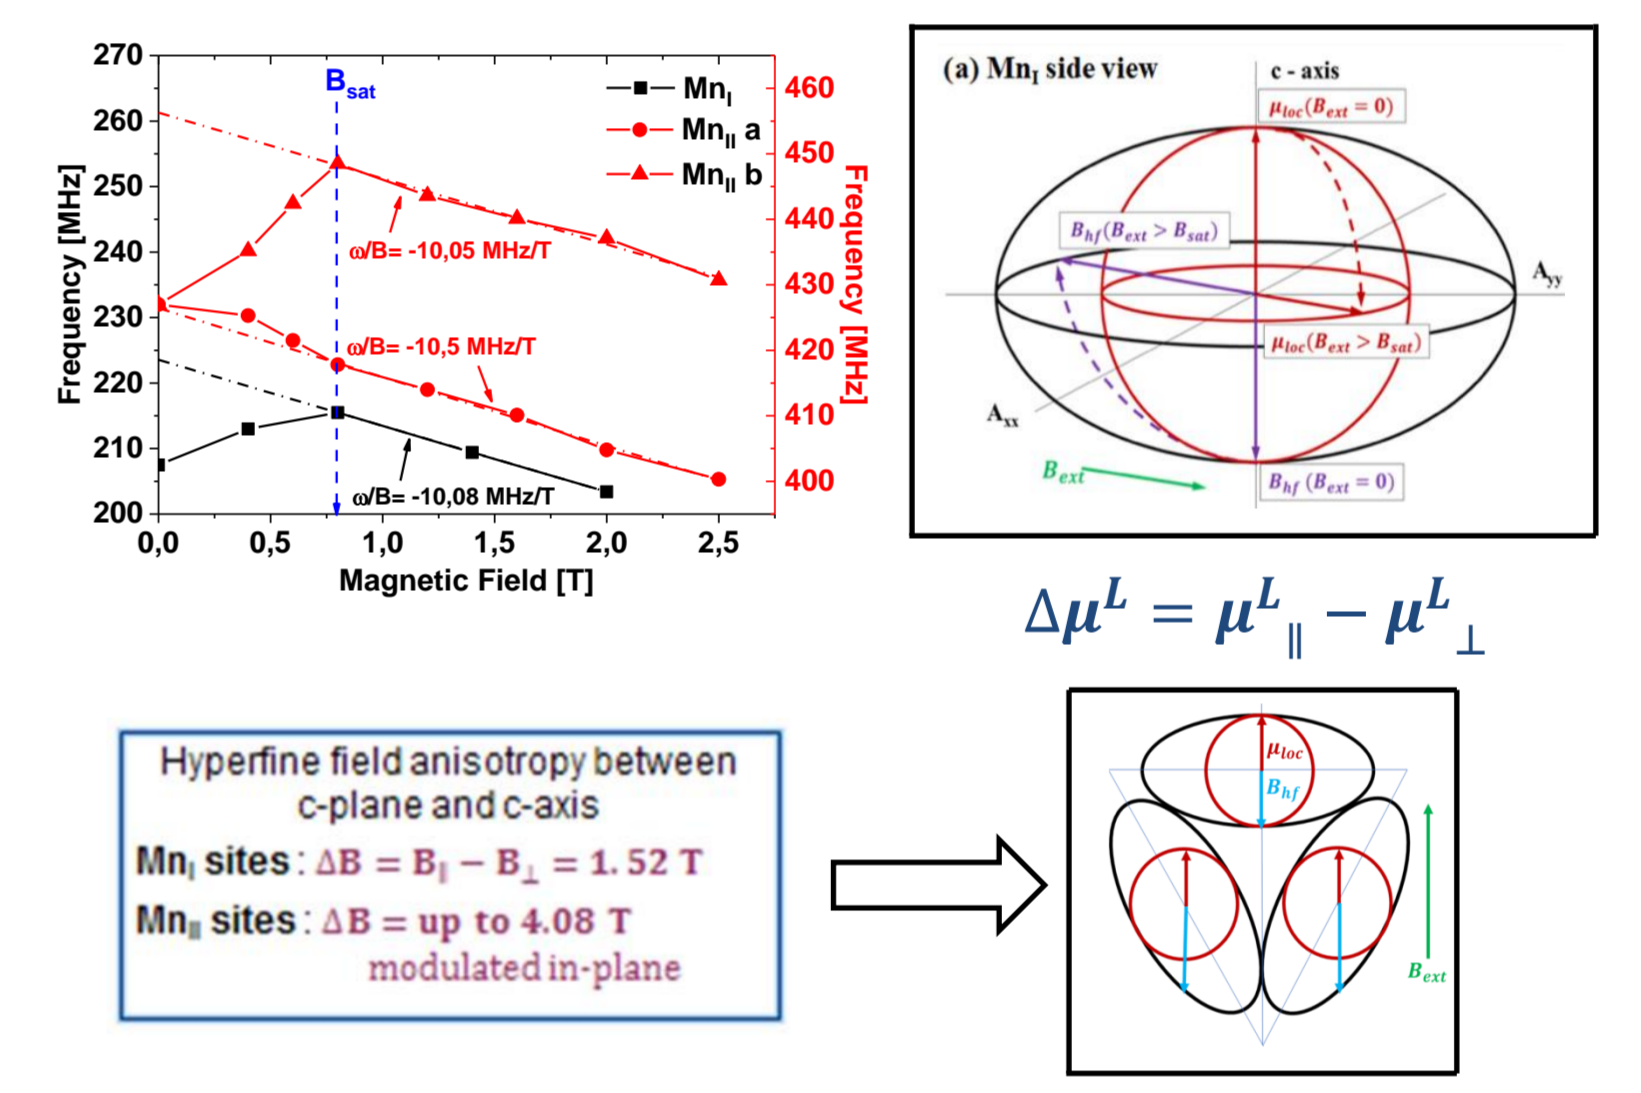 270
260
250
240
230
220
210
200
Frequency [MHz]
B_sat
Mn_I
Mn_II a
Mn_II b
ω/B= -10,05 MHz/T
ω/B= -10,5 MHz/T
ω/B= -10,08 MHz/T
460
450
440
430
420
410
400
Frequency [MHz]
0,0 0,5 1,0 1,5 2,0 2,5
Magnetic Field [T]
(a) Mn_I side view
c - axis
μ_loc(B_ext = 0)
B_hf(B_ext > B_sat)
A_yy
μ_loc(B_ext > B_sat)
A_xx
B_ext
B_hf (B_ext = 0)
Δμ^L = μ^L_∥ − μ^L_⊥
Hyperfine field anisotropy between
c-plane and c-axis
Mn_I sites : ΔB = B_∥ − B_⊥ = 1.52 T
Mn_II sites : ΔB = up to 4.08 T
modulated in-plane
μ_loc
B_hf
B_ext